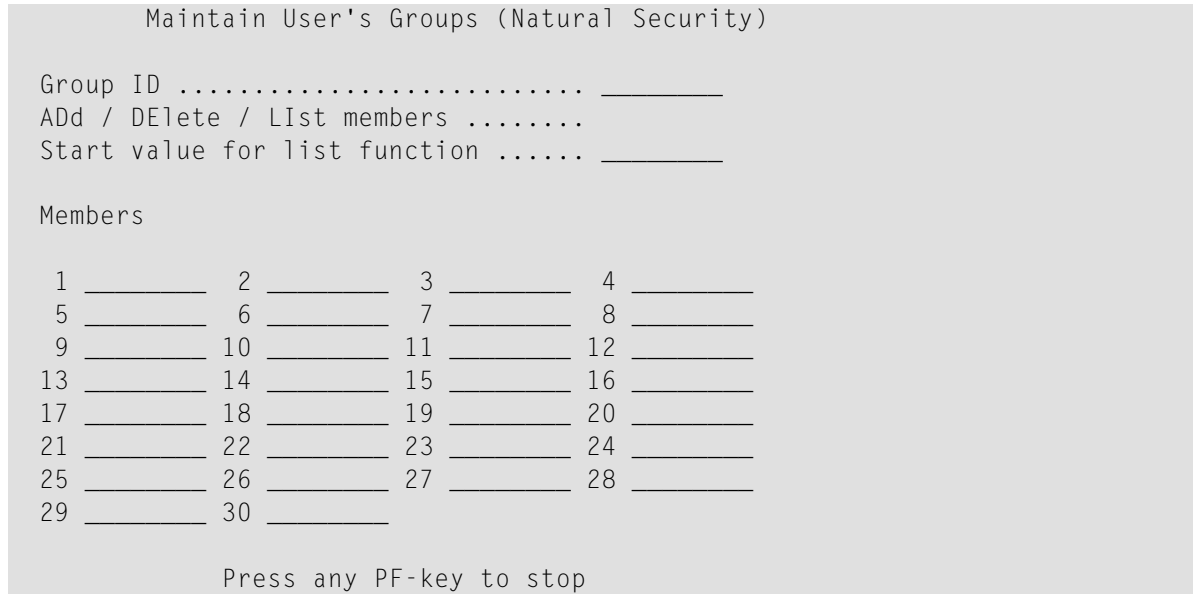 Maintain User's Groups (Natural Security)
Group ID ........................... ________
ADd / DElete / LIst members ........
Start value for list function ...... ________
Members
1 ________ 2 ________ 3 ________ 4 ________
5 ________ 6 ________ 7 ________ 8 ________
9 ________ 10 ________ 11 ________ 12 ________
13 ________ 14 ________ 15 ________ 16 ________
17 ________ 18 ________ 19 ________ 20 ________
21 ________ 22 ________ 23 ________ 24 ________
25 ________ 26 ________ 27 ________ 28 ________
29 ________ 30 ________
Press any PF-key to stop